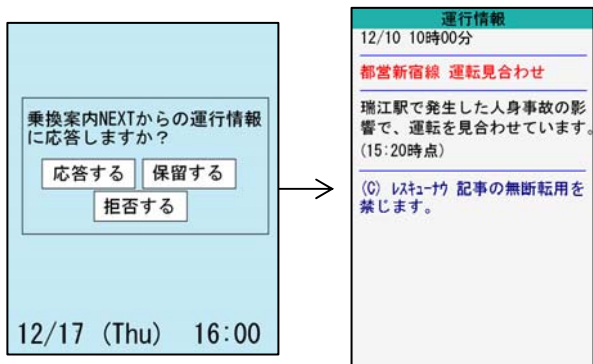 乗換案内NEXTからの運行情報
に応答しますか？
応答する 保留する
拒否する
12/17 (Thu) 16:00
運行情報
12/10 10時00分
都営新宿線 運転見合わせ
瑞江駅で発生した人身事故の影
響で、運転を見合わせています。
(15:20時点)
(C) ﾚｽｷｭｰﾅｳ 記事の無断転用を
禁じます。